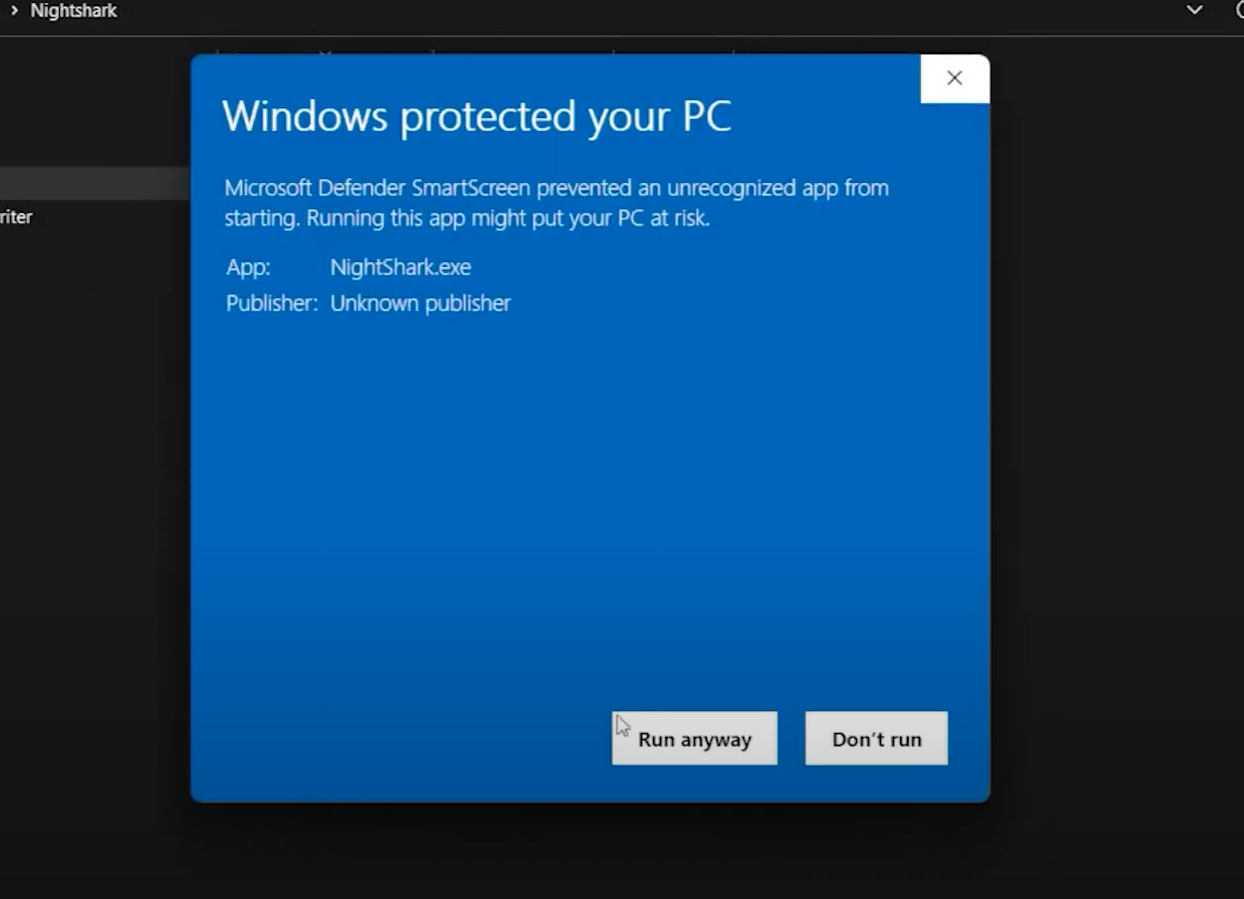 > Nightshark
Windows protected your PC
Microsoft Defender SmartScreen prevented an unrecognized app from
starting. Running this app might put your PC at risk.
App: NightShark.exe
Publisher: Unknown publisher
riter
Run anyway
Don't run